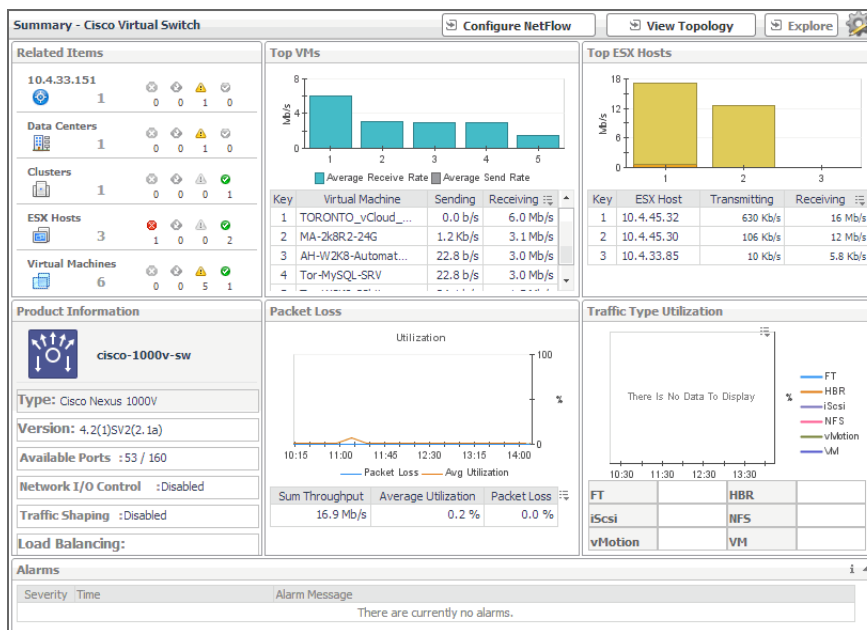 Summary - Cisco Virtual Switch
Configure NetFlow
View Topology
Explore
Related Items
10.4.33.151
1
0 0 1 0
Data Centers
1
0 0 1 0
Clusters
1
0 0 0 1
ESX Hosts
3
1 0 0 2
Virtual Machines
6
0 0 5 1
Top VMs
Mb/s
8
4
0
1 2 3 4 5
Average Receive Rate Average Send Rate
Key Virtual Machine Sending Receiving
1 TORONTO_vCloud_... 0.0 b/s 6.0 Mb/s
2 MA-2k8R2-24G 1.2 Kb/s 3.1 Mb/s
3 AH-W2K8-Automat... 22.8 b/s 3.0 Mb/s
4 Tor-MySQL-SRV 22.8 b/s 3.0 Mb/s
Top ESX Hosts
Mb/s
18
12
6
0
1 2 3
Key ESX Host Transmitting Receiving
1 10.4.45.32 630 Kb/s 16 Mb/s
2 10.4.45.30 106 Kb/s 12 Mb/s
3 10.4.33.85 10 Kb/s 5.8 Kb/s
Product Information
cisco-1000v-sw
Type: Cisco Nexus 1000V
Version: 4.2(1)SV2(2.1a)
Available Ports :53 / 160
Network I/O Control :Disabled
Traffic Shaping :Disabled
Load Balancing:
Packet Loss
Utilization
100
%
0
10:15 11:00 11:45 12:30 13:15 14:00
Packet Loss Avg Utilization
Sum Throughput Average Utilization Packet Loss
16.9 Mb/s 0.2 % 0.0 %
Traffic Type Utilization
There Is No Data To Display
%
FT
HBR
iScsi
NFS
vMotion
VM
10:30 11:30 12:30 13:30
FT HBR
iScsi NFS
vMotion VM
Alarms
i
Severity Time Alarm Message
There are currently no alarms.